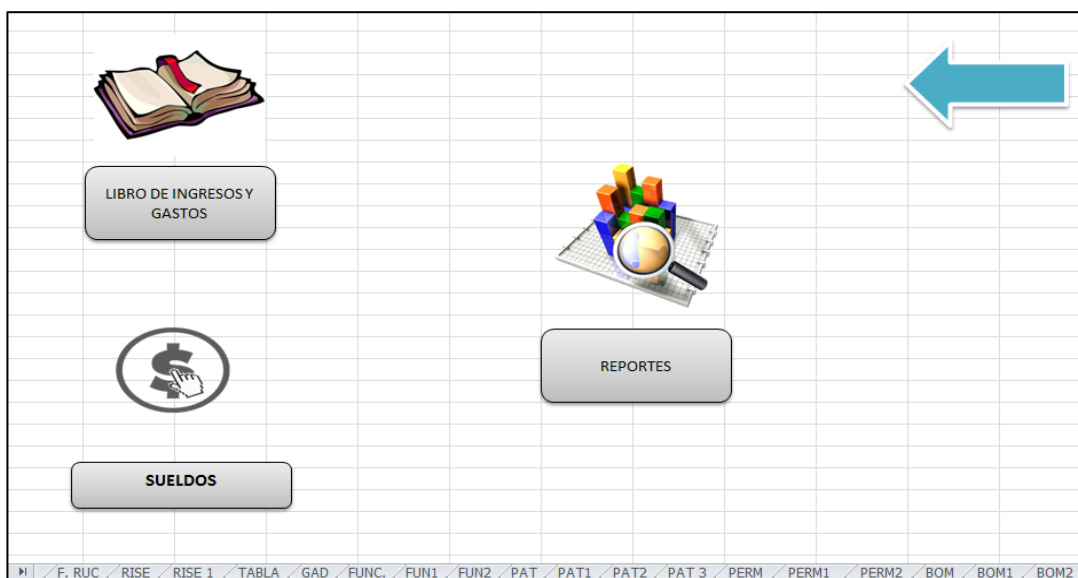 LIBRO DE INGRESOS Y
GASTOS
REPORTES
SUELDOS
F. RUC RISE RISE 1 TABLA GAD FUNC. FUN1 FUN2 PAT PAT1 PAT2 PAT 3 PERM PERM1 PERM2 BOM BOM1 BOM2